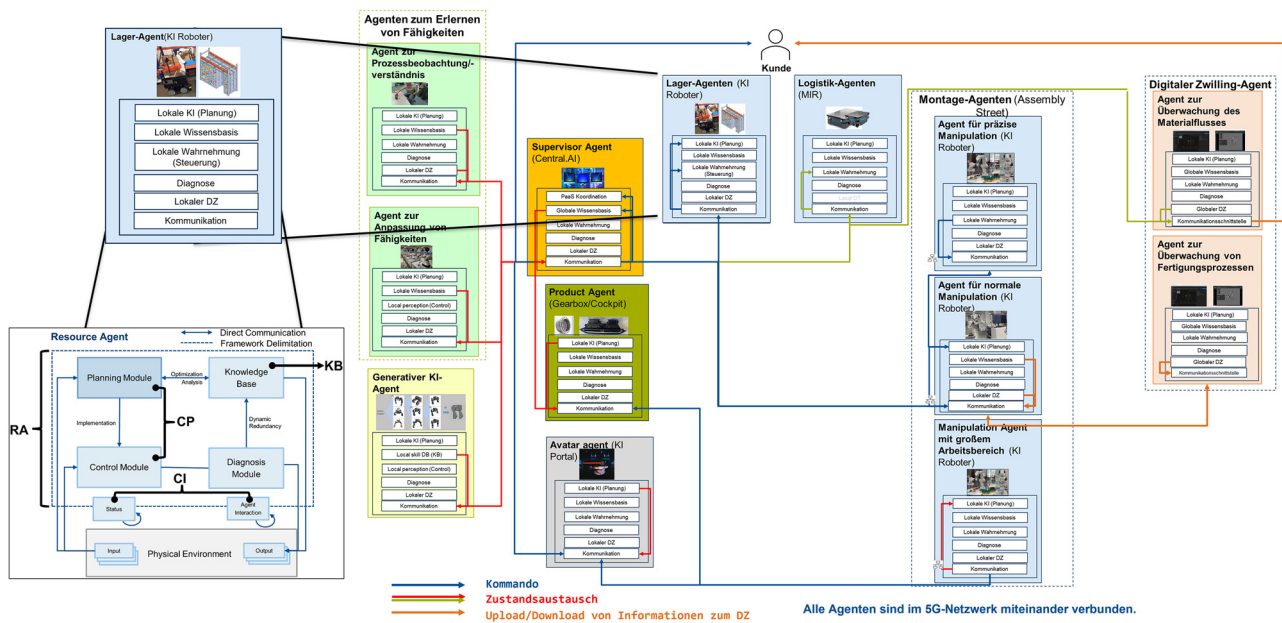 Lager-Agent(KI Roboter)
Lokale KI (Planung)
Lokale Wissensbasis
Lokale Wahrnehmung
(Steuerung)
Diagnose
Lokaler DZ
Kommunikation
Resource Agent
Direct Communication
Framework Delimitation
Planning Module
Optimization
Analysis
Knowledge
Base
KB
Implementation
CP
Dynamic
Redundancy
RA
Control Module
Diagnosis
Module
CI
Status
Agent
Interaction
Input
Physical Environment
Output
Agenten zum Erlernen
von Fähigkeiten
Agent zur
Prozessbeobachtung/-
verständnis
Lokale KI (Planung)
Lokale Wissensbasis
Lokale Wahrnehmung
Diagnose
Lokaler DZ
Kommunikation
Agent zur
Anpassung von
Fähigkeiten
Lokale KI (Planung)
Lokale Wissensbasis
Local perception (Control)
Diagnose
Lokaler DZ
Kommunikation
Generativer KI-
Agent
Lokale KI (Planung)
Local skill DB (KB)
Local perception (Control)
Diagnose
Lokaler DZ
Kommunikation
Supervisor Agent
(Central.AI)
PaaS Koordination
Globale Wissensbasis
Lokale Wahrnehmung
Diagnose
Lokaler DZ
Kommunikation
Product Agent
(Gearbox/Cockpit)
Lokale KI (Planung)
Lokale Wissensbasis
Lokale Wahrnehmung
Diagnose
Lokaler DZ
Kommunikation
Avatar agent (KI
Portal)
Lokale KI (Planung)
Lokale Wissensbasis
Lokale Wahrnehmung
Diagnose
Lokaler DZ
Kommunikation
Kunde
Lager-Agenten (KI
Roboter)
Lokale KI (Planung)
Lokale Wissensbasis
Lokale Wahrnehmung
(Steuerung)
Diagnose
Lokaler DZ
Kommunikation
Logistik-Agenten
(MIR)
Lokale KI (Planung)
Lokale Wissensbasis
Lokale Wahrnehmung
Diagnose
Kommunikation
Montage-Agenten (Assembly
Street)
Agent für präzise
Manipulation (KI
Roboter)
Lokale KI (Planung)
Lokale Wissensbasis
Lokale Wahrnehmung
Diagnose
Lokaler DZ
Kommunikation
Agent für normale
Manipulation (KI
Roboter)
Lokale KI (Planung)
Lokale Wissensbasis
Lokale Wahrnehmung
Diagnose
Lokaler DZ
Kommunikation
Manipulation Agent
mit großem
Arbeitsbereich (KI
Roboter)
Lokale KI (Planung)
Lokale Wissensbasis
Lokale Wahrnehmung
Diagnose
Lokaler DZ
Kommunikation
Digitaler Zwilling-Agent
Agent zur
Überwachung des
Materialflusses
Lokale KI (Planung)
Globale Wissensbasis
Lokale Wahrnehmung
Diagnose
Globaler DZ
Kommunikationsschnittstelle
Agent zur
Überwachung von
Fertigungsprozessen
Lokale KI (Planung)
Globale Wissensbasis
Lokale Wahrnehmung
Diagnose
Globaler DZ
Kommunikationsschnittstelle
Kommando
Zustandsaustausch
Upload/Download von Informationen zum DZ
Alle Agenten sind im 5G-Netzwerk miteinander verbunden.